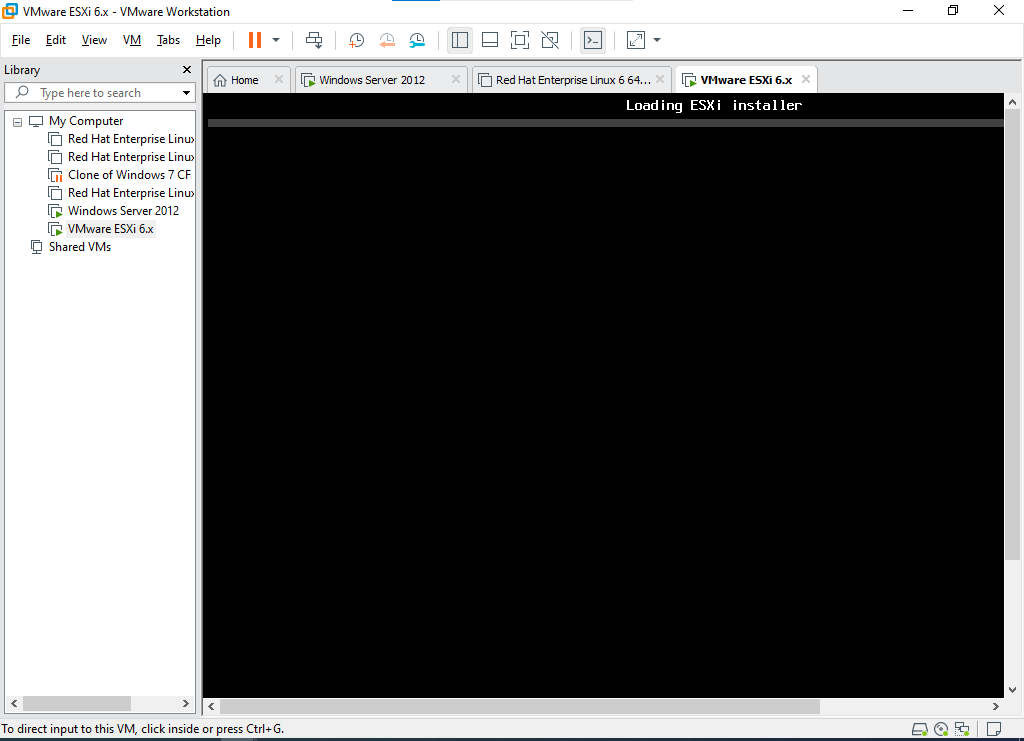 VMware ESXi 6.x - VMware Workstation
File Edit View VM Tabs Help
Library
Type here to search
My Computer
Red Hat Enterprise Linu
Red Hat Enterprise Linu
Clone of Windows 7 CF
Red Hat Enterprise Linu
Windows Server 2012
VMware ESXi 6.x
Shared VMs
Home Windows Server 2012 Red Hat Enterprise Linux 6 64... VMware ESXi 6.x
Loading ESXi installer
To direct input to this VM, click inside or press Ctrl+G.